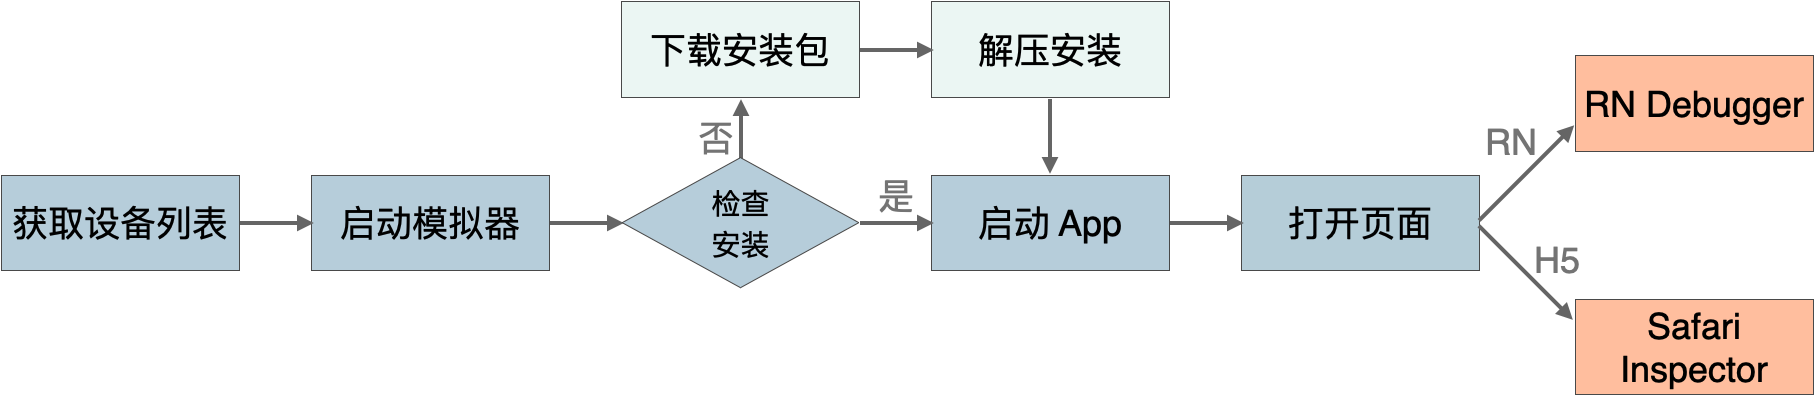 获取设备列表
启动模拟器
检查
安装
否
下载安装包
解压安装
是
启动 App
打开页面
RN
RN Debugger
H5
Safari
Inspector